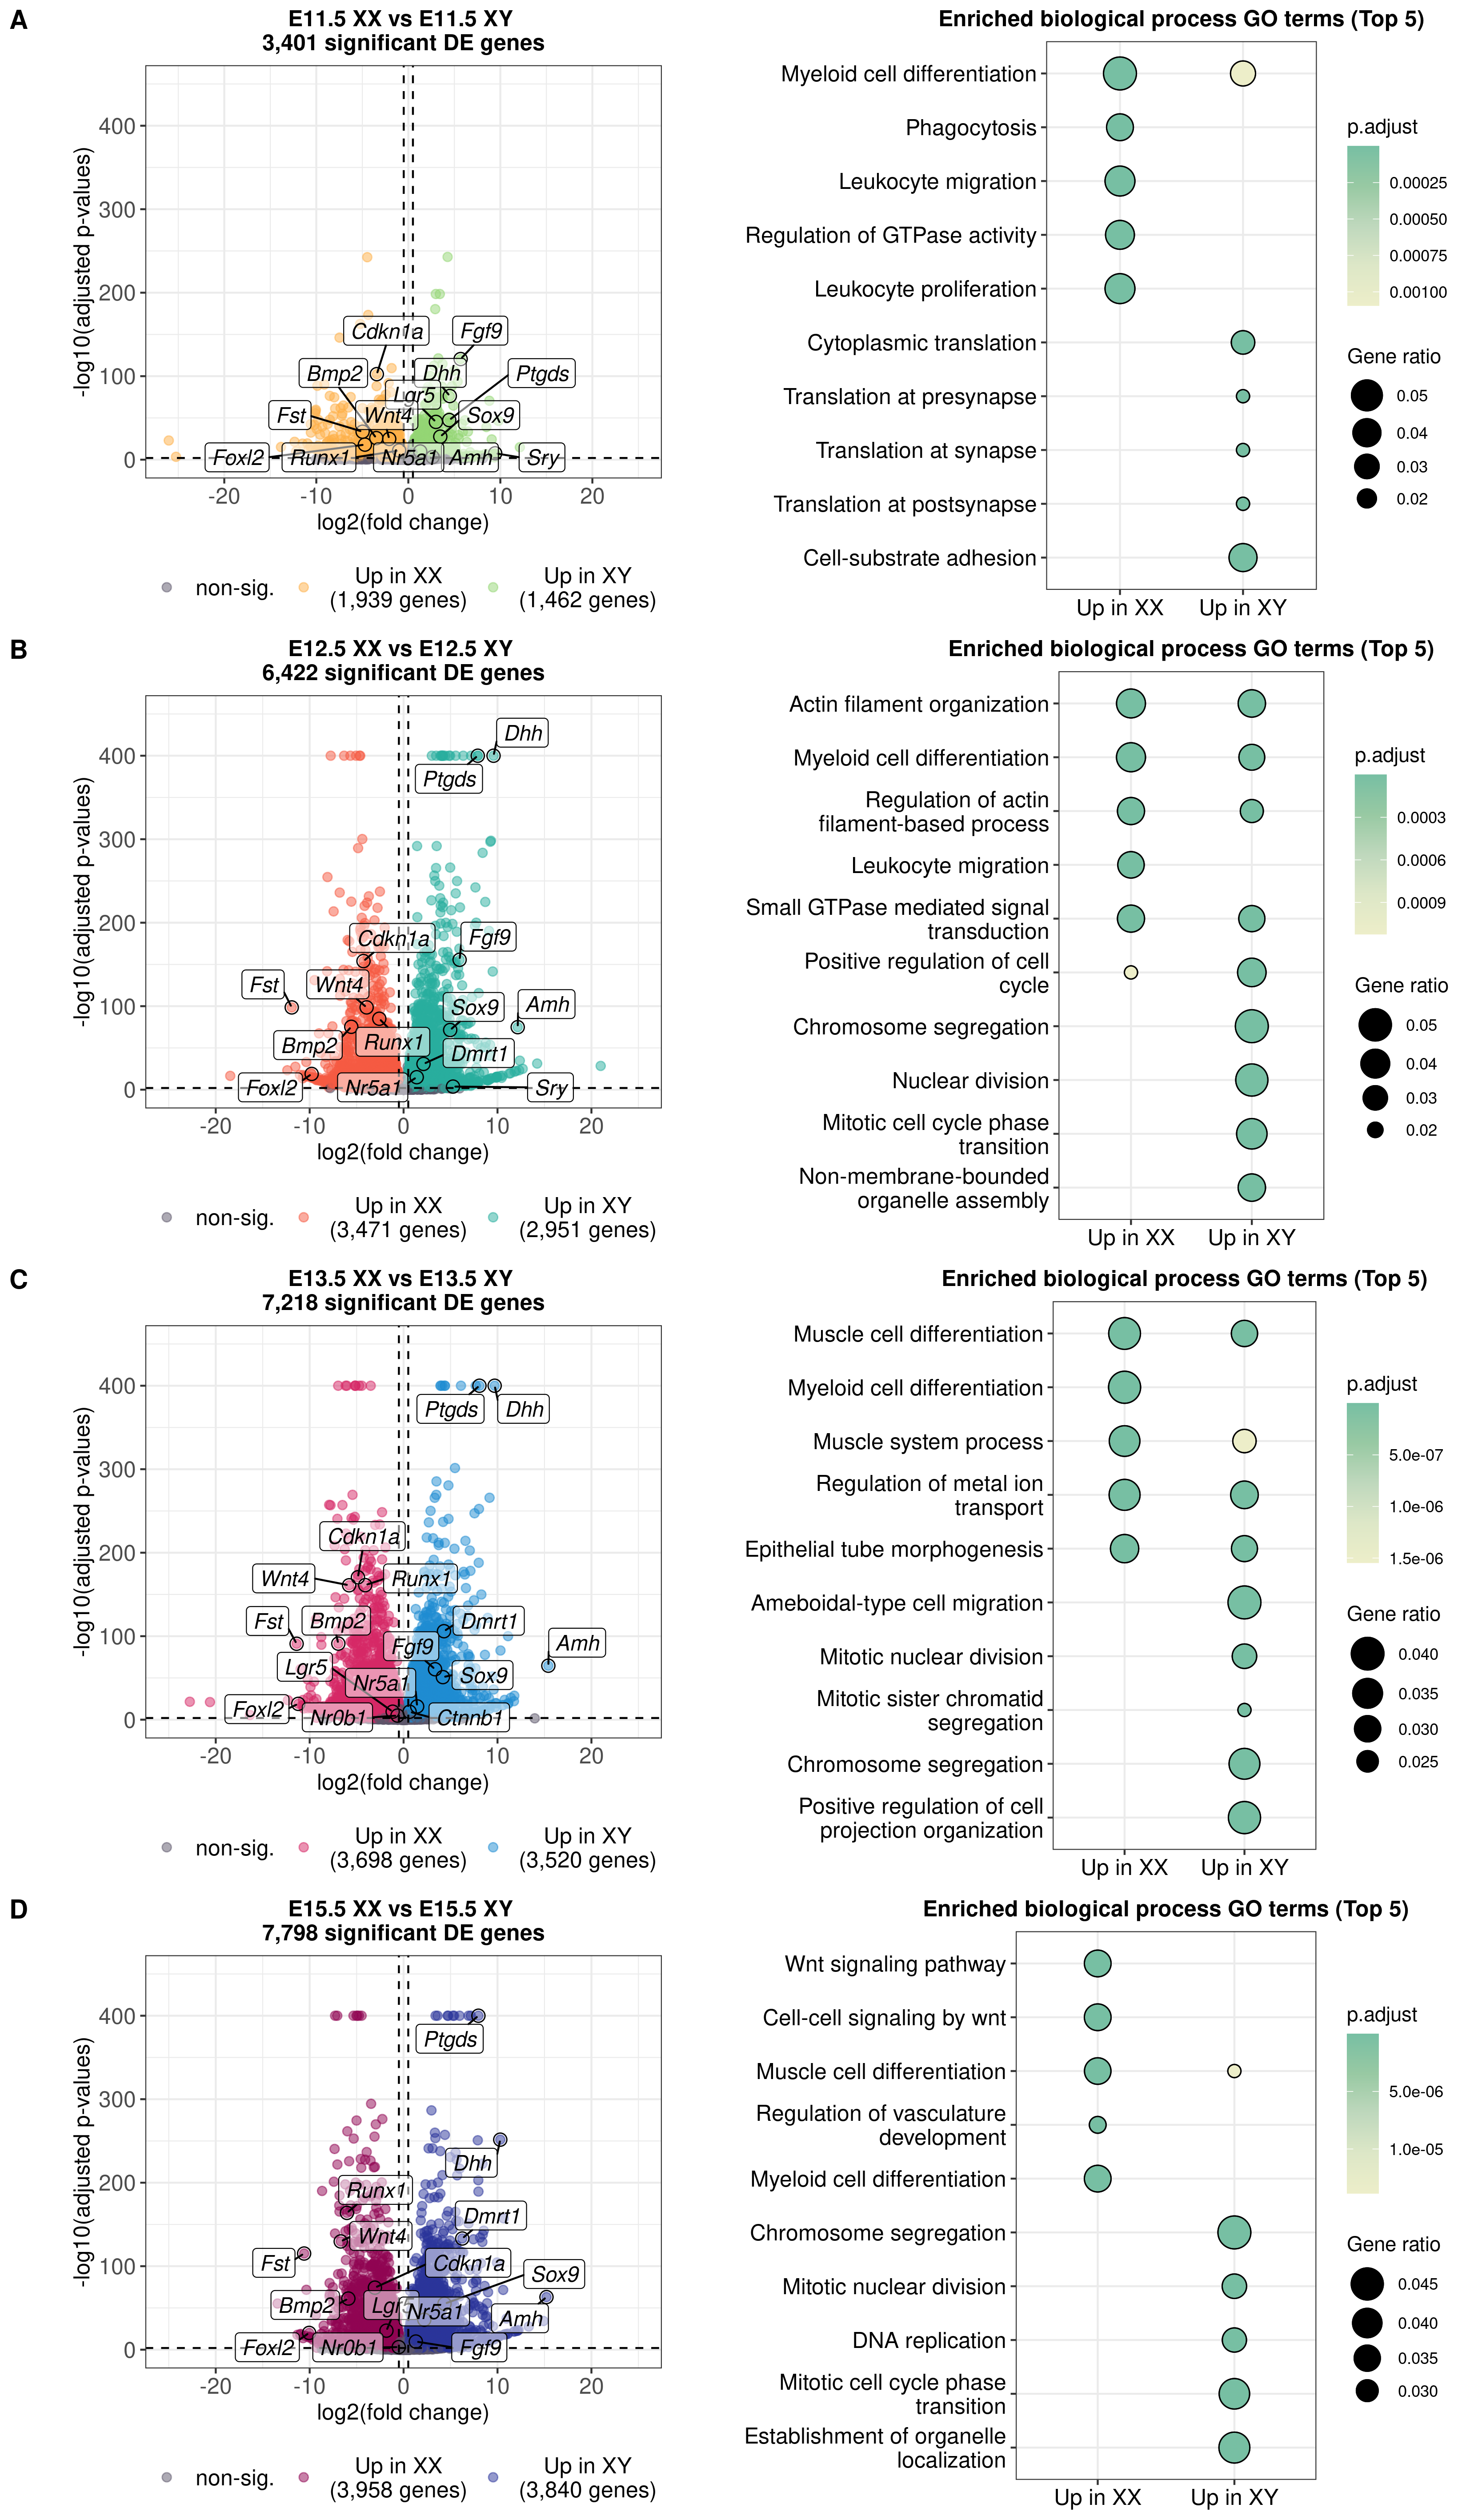 A
E11.5 XX vs E11.5 XY
3,401 significant DE genes
-log10(adjusted p-values)
400
300
200
100
0
Cdkn1a
Fgf9
Bmp2
Dhh
Ptgds
Lgr5
Fst
Wnt4
Sox9
Foxl2
Runx1
Nr5a1
Amh
Sry
-20
-10
0
10
20
log2(fold change)
non-sig.
Up in XX
(1,939 genes)
Up in XY
(1,462 genes)
Enriched biological process GO terms (Top 5)
Myeloid cell differentiation
Phagocytosis
Leukocyte migration
Regulation of GTPase activity
Leukocyte proliferation
Cytoplasmic translation
Translation at presynapse
Translation at synapse
Translation at postsynapse
Cell-substrate adhesion
Up in XX
Up in XY
p.adjust
0.00025
0.00050
0.00075
0.00100
Gene ratio
0.05
0.04
0.03
0.02
B
E12.5 XX vs E12.5 XY
6,422 significant DE genes
-log10(adjusted p-values)
400
300
200
100
0
Dhh
Ptgds
Cdkn1a
Fgf9
Fst
Wnt4
Sox9
Amh
Bmp2
Runx1
Dmrt1
Foxl2
Nr5a1
Sry
-20
-10
0
10
20
log2(fold change)
non-sig.
Up in XX
(3,471 genes)
Up in XY
(2,951 genes)
Enriched biological process GO terms (Top 5)
Actin filament organization
Myeloid cell differentiation
Regulation of actin
filament-based process
Leukocyte migration
Small GTPase mediated signal
transduction
Positive regulation of cell
cycle
Chromosome segregation
Nuclear division
Mitotic cell cycle phase
transition
Non-membrane-bounded
organelle assembly
Up in XX
Up in XY
p.adjust
0.0003
0.0006
0.0009
Gene ratio
0.05
0.04
0.03
0.02
C
E13.5 XX vs E13.5 XY
7,218 significant DE genes
-log10(adjusted p-values)
400
300
200
100
0
Ptgds
Dhh
Cdkn1a
Wnt4
Runx1
Fst
Bmp2
Dmrt1
Fgf9
Amh
Lgr5
Nr5a1
Sox9
Foxl2
Nr0b1
Ctnnb1
-20
-10
0
10
20
log2(fold change)
non-sig.
Up in XX
(3,698 genes)
Up in XY
(3,520 genes)
Enriched biological process GO terms (Top 5)
Muscle cell differentiation
Myeloid cell differentiation
Muscle system process
Regulation of metal ion
transport
Epithelial tube morphogenesis
Ameboidal-type cell migration
Mitotic nuclear division
Mitotic sister chromatid
segregation
Chromosome segregation
Positive regulation of cell
projection organization
Up in XX
Up in XY
p.adjust
5.0e-07
1.0e-06
1.5e-06
Gene ratio
0.040
0.035
0.030
0.025
D
E15.5 XX vs E15.5 XY
7,798 significant DE genes
-log10(adjusted p-values)
400
300
200
100
0
Ptgds
Dhh
Runx1
Dmrt1
Wnt4
Fst
Cdkn1a
Sox9
Bmp2
Lgr5
Nr5a1
Amh
Foxl2
Nr0b1
Fgf9
-20
-10
0
10
20
log2(fold change)
non-sig.
Up in XX
(3,958 genes)
Up in XY
(3,840 genes)
Enriched biological process GO terms (Top 5)
Wnt signaling pathway
Cell-cell signaling by wnt
Muscle cell differentiation
Regulation of vasculature
development
Myeloid cell differentiation
Chromosome segregation
Mitotic nuclear division
DNA replication
Mitotic cell cycle phase
transition
Establishment of organelle
localization
Up in XX
Up in XY
p.adjust
5.0e-06
1.0e-05
Gene ratio
0.045
0.040
0.035
0.030